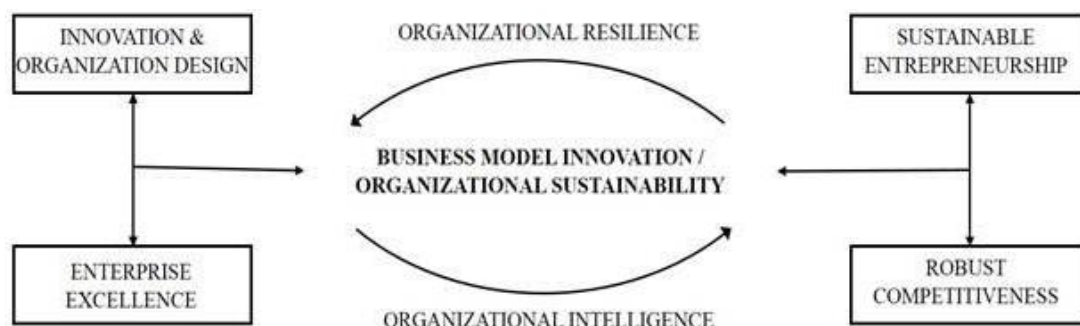 INNOVATION &
ORGANIZATION DESIGN
ORGANIZATIONAL RESILIENCE
SUSTAINABLE
ENTREPRENEURSHIP
BUSINESS MODEL INNOVATION /
ORGANIZATIONAL SUSTAINABILITY
ENTERPRISE
EXCELLENCE
ROBUST
COMPETITIVENESS
ORGANIZATIONAL INTELLIGENCE